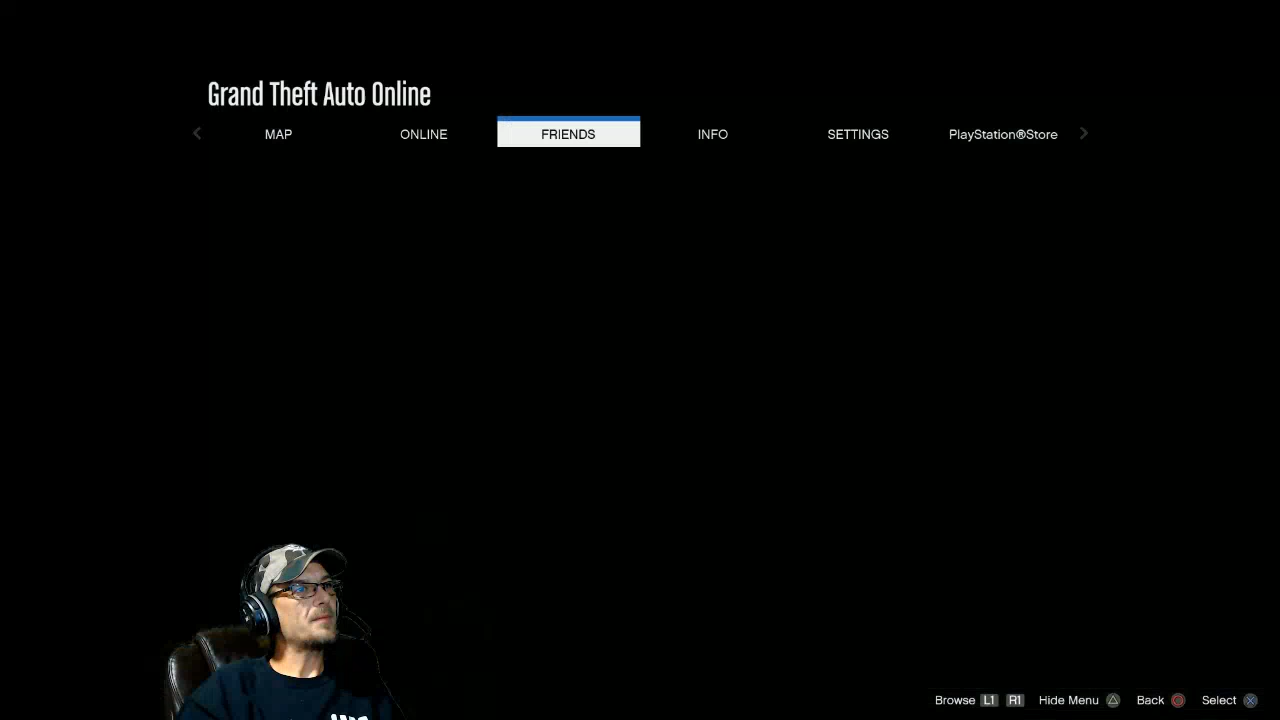 Grand Theft Auto Online
MAP ONLINE FRIENDS INFO SETTINGS PlayStation®Store
Browse L1 R1 Hide Menu Back Select